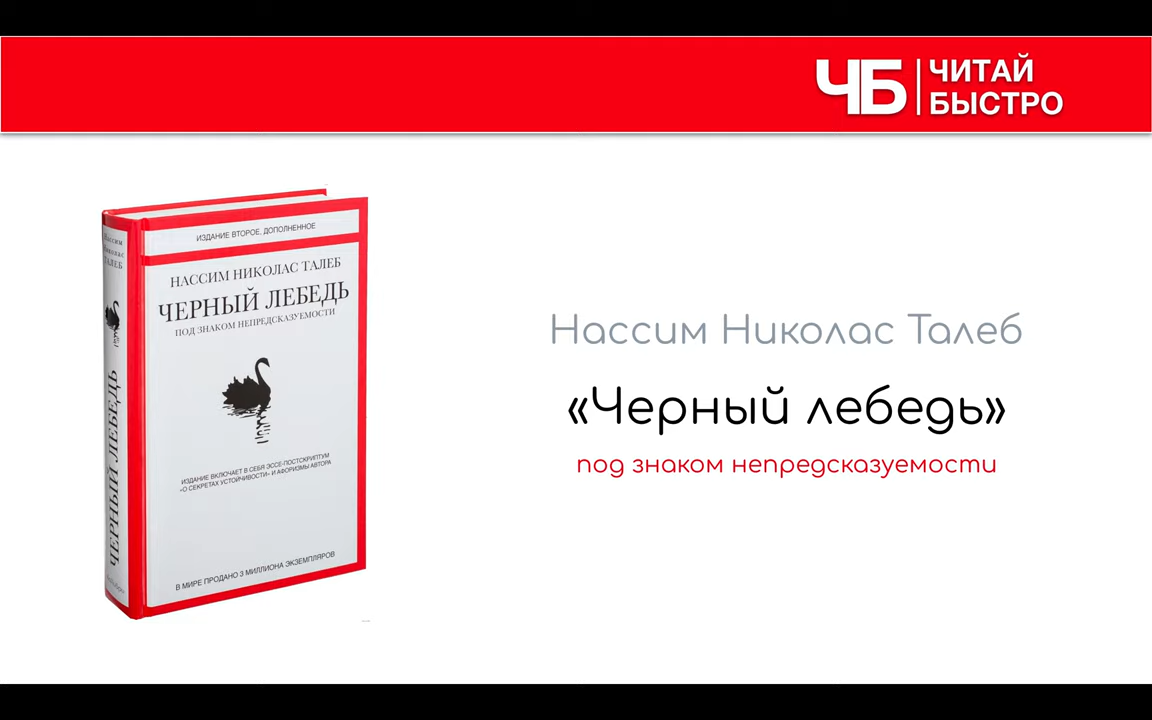 ЧБ
ЧИТАЙ
БЫСТРО
ИЗДАНИЕ ВТОРОЕ, ДОПОЛНЕННОЕ
НАССИМ НИКОЛАС ТАЛЕБ
ЧЕРНЫЙ ЛЕБЕДЬ
ПОД ЗНАКОМ НЕПРЕДСКАЗУЕМОСТИ
ИЗДАНИЕ ВКЛЮЧАЕТ В СЕБЯ ЭССЕ-ПОСТСКРИПТУМ
«О СЕКРЕТАХ УСТОЙЧИВОСТИ» И АФОРИЗМЫ АВТОРА
В МИРЕ ПРОДАНО 3 МИЛЛИОНА ЭКЗЕМПЛЯРОВ
Нассим
Николас
ТАЛЕБ
ЧЕРНЫЙ ЛЕБЕДЬ
Нассим Николас Талеб
«Черный лебедь»
под знаком непредсказуемости